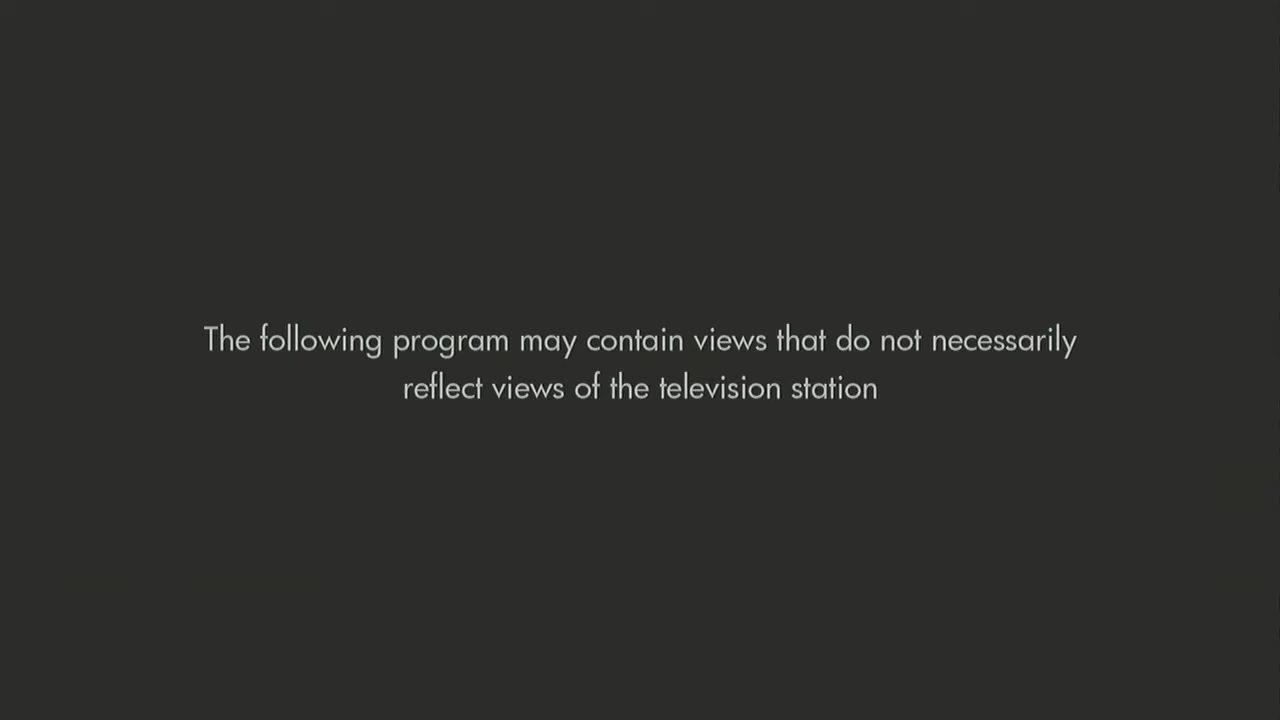 The following program may contain views that do not necessarily
reflect views of the television station